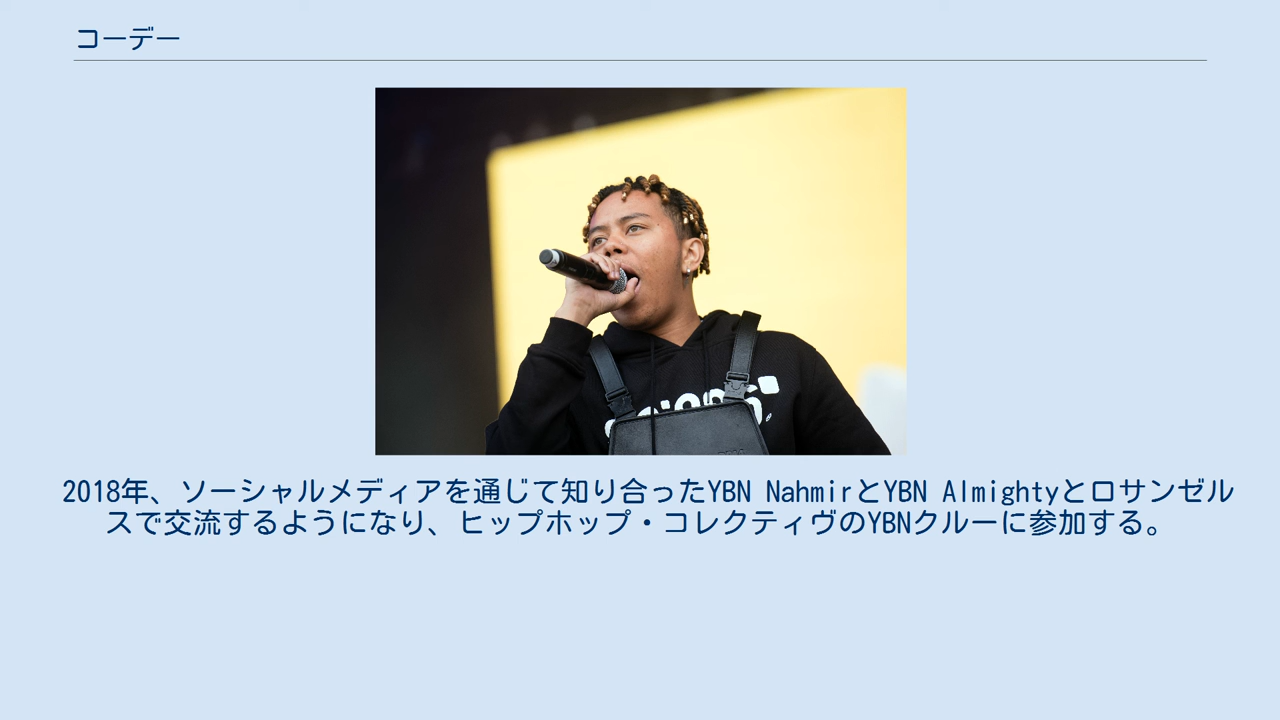 コーデー
2018年、ソーシャルメディアを通じて知り合ったYBN NahmirとYBN Almightyとロサンゼル
スで交流するようになり、ヒップホップ・コレクティヴのYBNクルーに参加する。